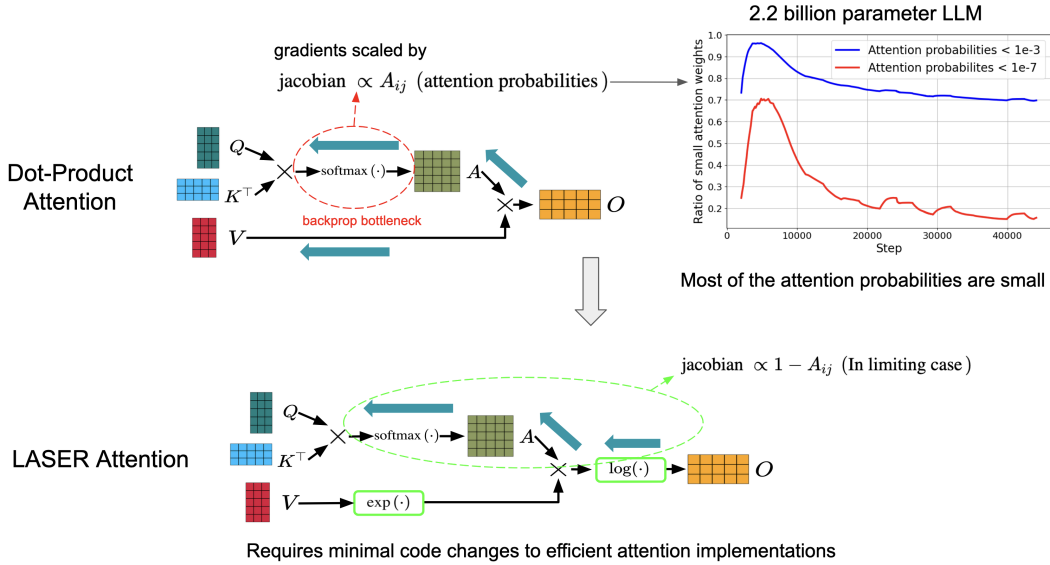 2.2 billion parameter LLM
gradients scaled by
jacobian ∝ A_{ij} (attention probabilities)
Ratio of small attention weights
1.0
0.9
0.8
0.7
0.6
0.5
0.4
0.3
0.2
Attention probabilities < 1e-3
Attention probabilites < 1e-7
0
10000
20000
30000
40000
Step
Most of the attention probabilities are small
Dot-Product
Attention
Q
K^⊤
softmax (·)
A
O
backprop bottleneck
V
jacobian ∝ 1 − A_{ij} (In limiting case)
LASER Attention
Q
K^⊤
softmax (·)
A
log(·)
O
V
exp (·)
Requires minimal code changes to efficient attention implementations